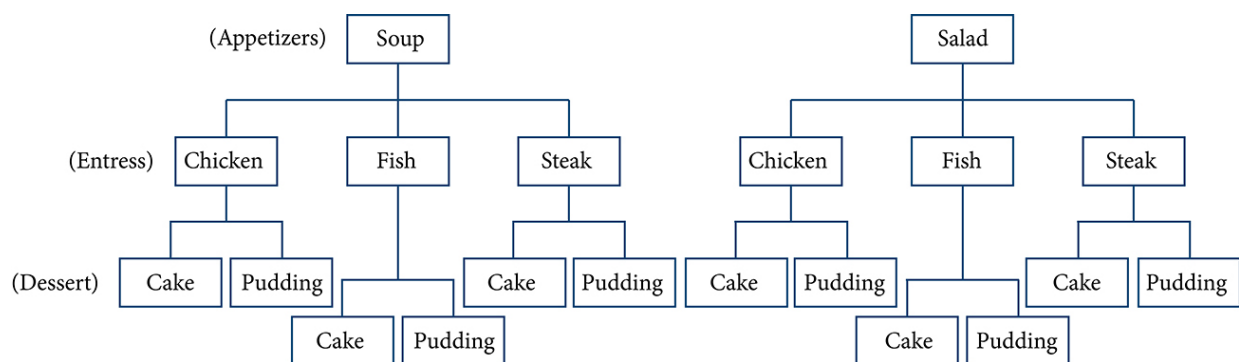 (Appetizers) Soup Salad
(Entress) Chicken Fish Steak Chicken Fish Steak
(Dessert) Cake Pudding Cake Pudding Cake Pudding Cake Pudding
Cake Pudding Cake Pudding